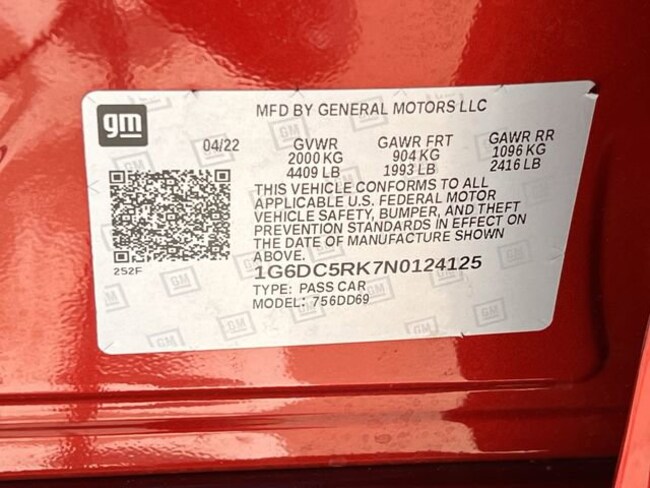 gm
MFD BY GENERAL MOTORS LLC
04/22 GVWR GAWR FRT GAWR RR
2000 KG 904 KG 1096 KG
4409 LB 1993 LB 2416 LB
THIS VEHICLE CONFORMS TO ALL
APPLICABLE U.S. FEDERAL MOTOR
VEHICLE SAFETY, BUMPER, AND THEFT
PREVENTION STANDARDS IN EFFECT ON
THE DATE OF MANUFACTURE SHOWN
ABOVE.
252F
1G6DC5RK7N0124125
TYPE: PASS CAR
MODEL: 756DD69